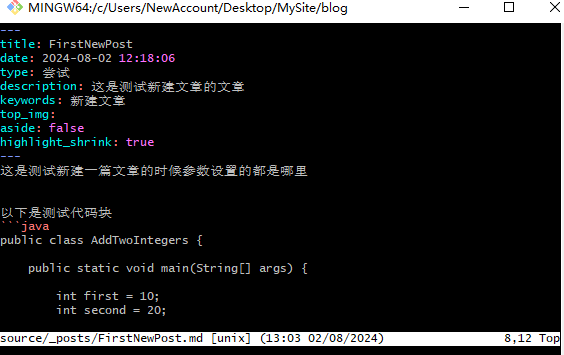 MINGW64:/c/Users/NewAccount/Desktop/MySite/blog
---
title: FirstNewPost
date: 2024-08-02 12:18:06
type: 尝试
description: 这是测试新建文章的文章
keywords: 新建文章
top_img:
aside: false
highlight_shrink: true
---
这是测试新建一篇文章的时候参数设置的都是哪里
以下是测试代码块
```java
public class AddTwoIntegers {
    public static void main(String[] args) {
        int first = 10;
        int second = 20;
source/_posts/FirstNewPost.md [unix] (13:03 02/08/2024) 8,12 Top